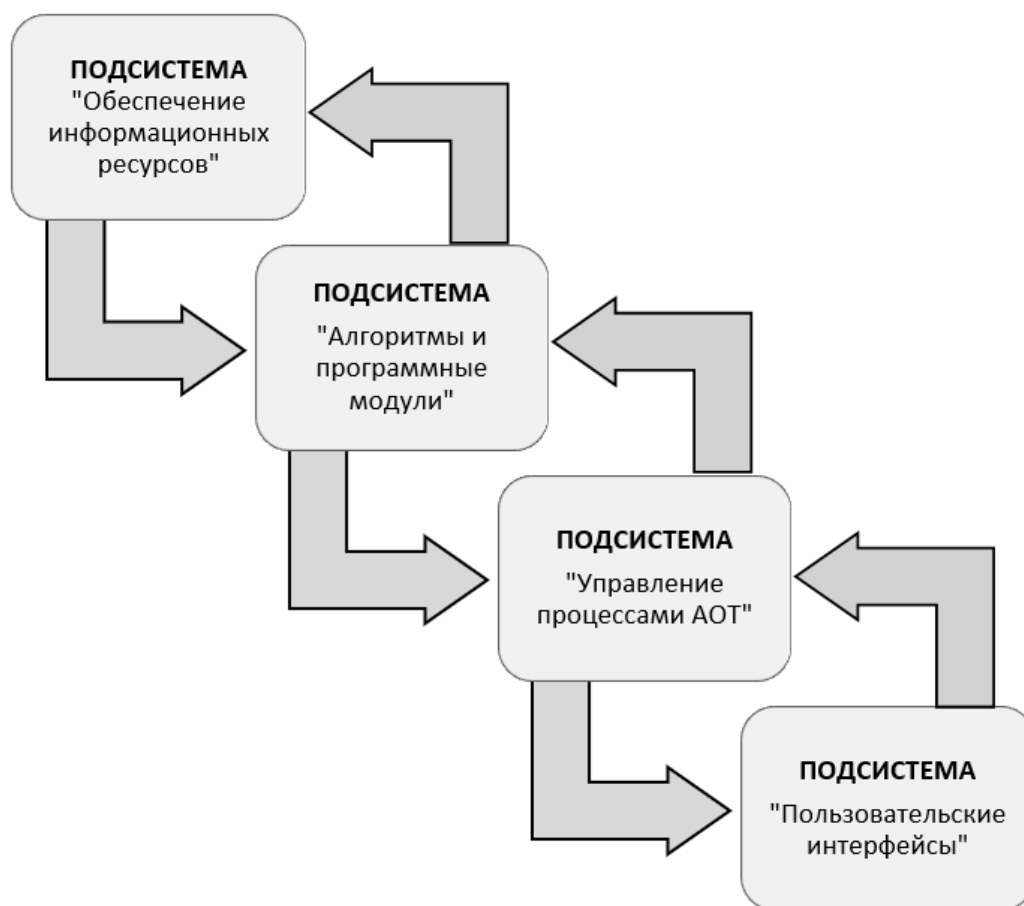 ПОДСИСТЕМА
"Обеспечение
информационных
ресурсов"
ПОДСИСТЕМА
"Алгоритмы и
программные
модули"
ПОДСИСТЕМА
"Управление
процессами АОТ"
ПОДСИСТЕМА
"Пользовательские
интерфейсы"